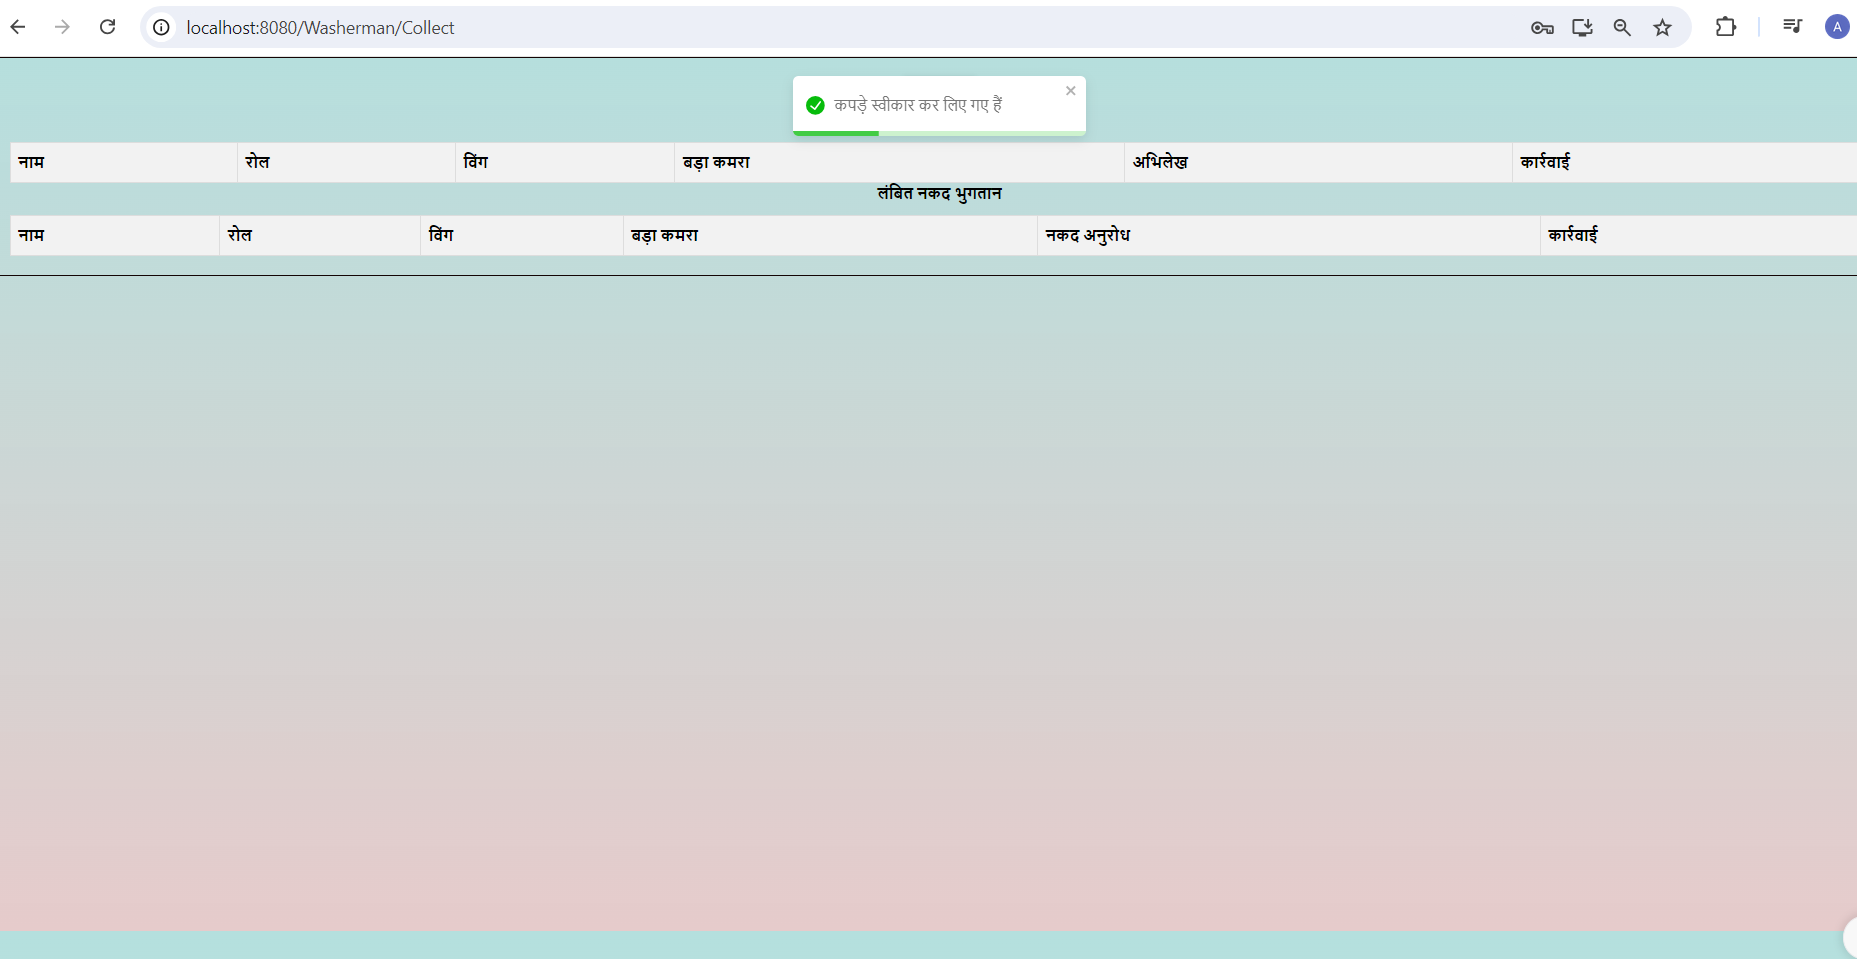 localhost:8080/Washerman/Collect
A
कपड़े स्वीकार कर लिए गए हैं
नाम रोल विंग बड़ा कमरा अभिलेख कार्रवाई
लंबित नकद भुगतान
नाम रोल विंग बड़ा कमरा नकद अनुरोध कार्रवाई